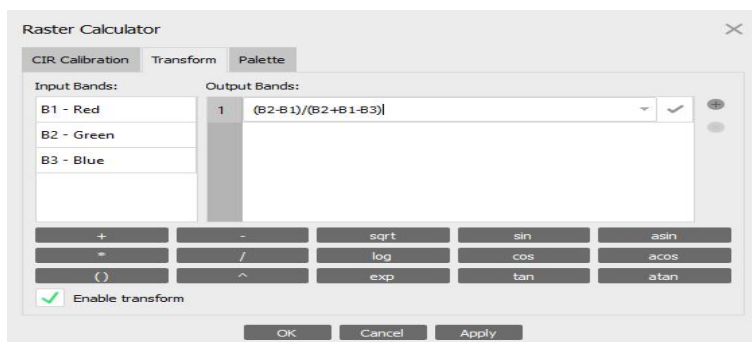 Raster Calculator
CIR Calibration Transform Palette
Input Bands: Output Bands:
B1 - Red 1 (B2-B1)/(B2+B1-B3)
B2 - Green
B3 - Blue
+ - sqrt sin asin
* / log cos acos
() ^ exp tan atan
Enable transform
OK Cancel Apply